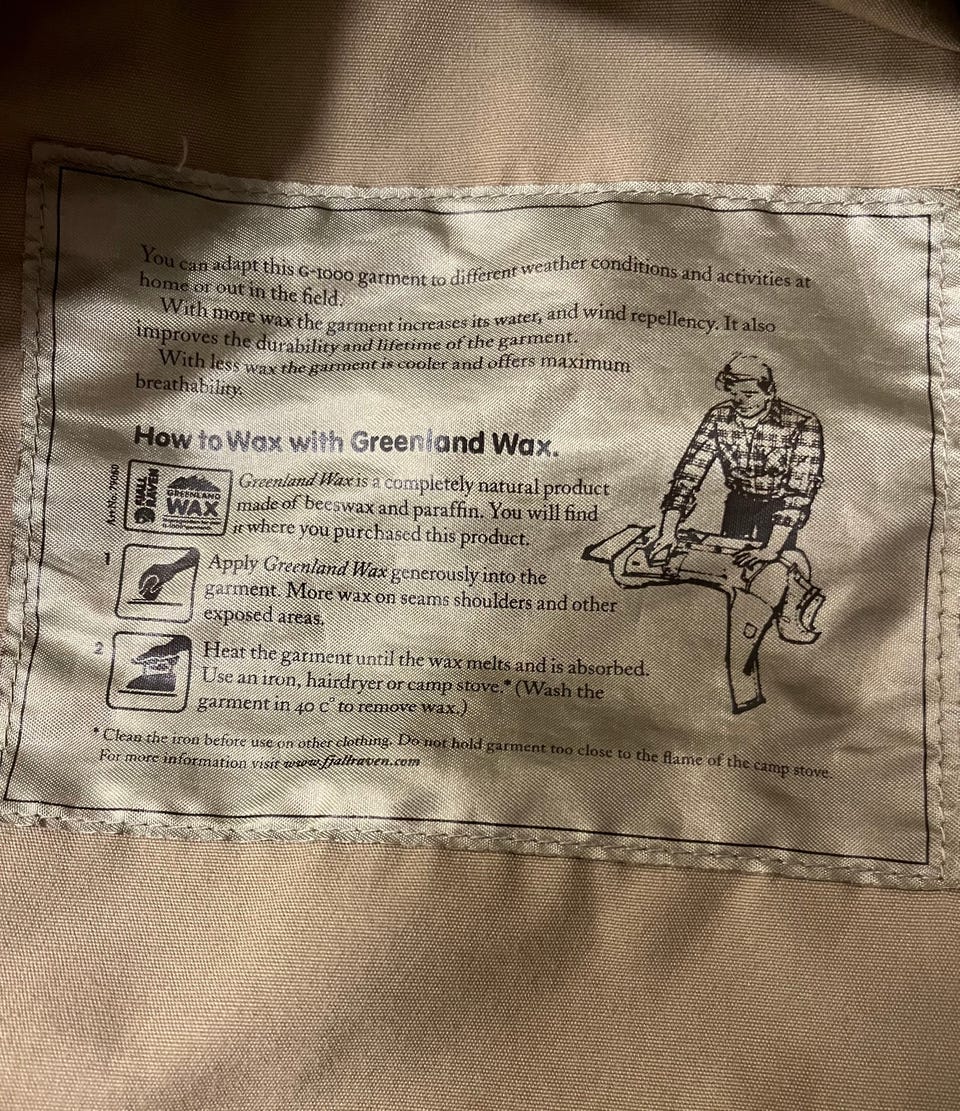 You can adapt this G-1000 garment to different weather conditions and activities at
home or out in the field.
With more wax the garment increases its water, and wind repellency. It also
improves the durability and lifetime of the garment.
With less wax the garment is cooler and offers maximum
breathability.
How to Wax with Greenland Wax.
FJÄLL
RÄVEN
GREENLAND
WAX
Greenland Wax is a completely natural product
made of beeswax and paraffin. You will find
it where you purchased this product.
1
Apply Greenland Wax generously into the
garment. More wax on seams shoulders and other
exposed areas.
2
Heat the garment until the wax melts and is absorbed.
Use an iron, hairdryer or camp stove.* (Wash the
garment in 40 c° to remove wax.)
* Clean the iron before use on other clothing. Do not hold garment too close to the flame of the camp stove.
For more information visit www.fjallraven.com